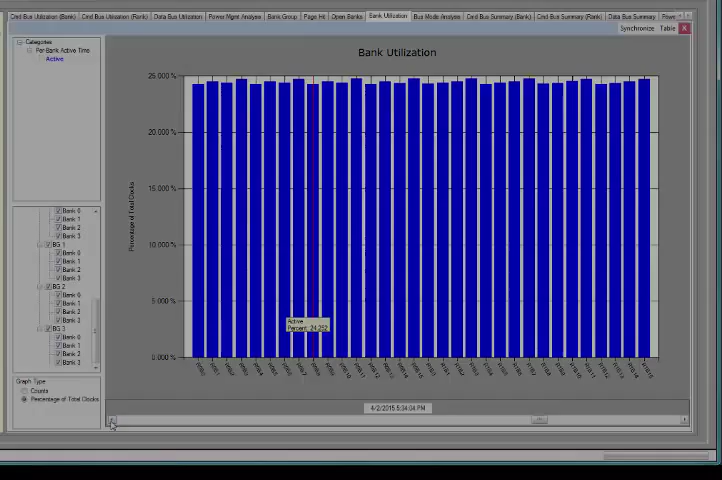 Cmd Bus Utilization (Bank) Cmd Bus Utilization (Rank) Data Bus Utilization Power Mgmt Analysis Bank Group Page Hit Open Banks Bank Utilization Bus Mode Analysis Cmd Bus Summary (Bank) Cmd Bus Summary (Rank) Data Bus Summary Power
Synchronize Table X
Categories
Per-Bank Active Time
Active
Bank Utilization
25.000 %
20.000 %
15.000 %
10.000 %
5.000 %
0.000 %
Percentage of Total Clocks
Active
Percent: 24.252
Bank 0
Bank 1
Bank 2
Bank 3
BG 1
Bank 0
Bank 1
Bank 2
Bank 3
BG 2
Bank 0
Bank 1
Bank 2
Bank 3
BG 3
Bank 0
Bank 1
Bank 2
Bank 3
Graph Type
Counts
Percentage of Total Clocks
4/2/2015 5:04:04 PM